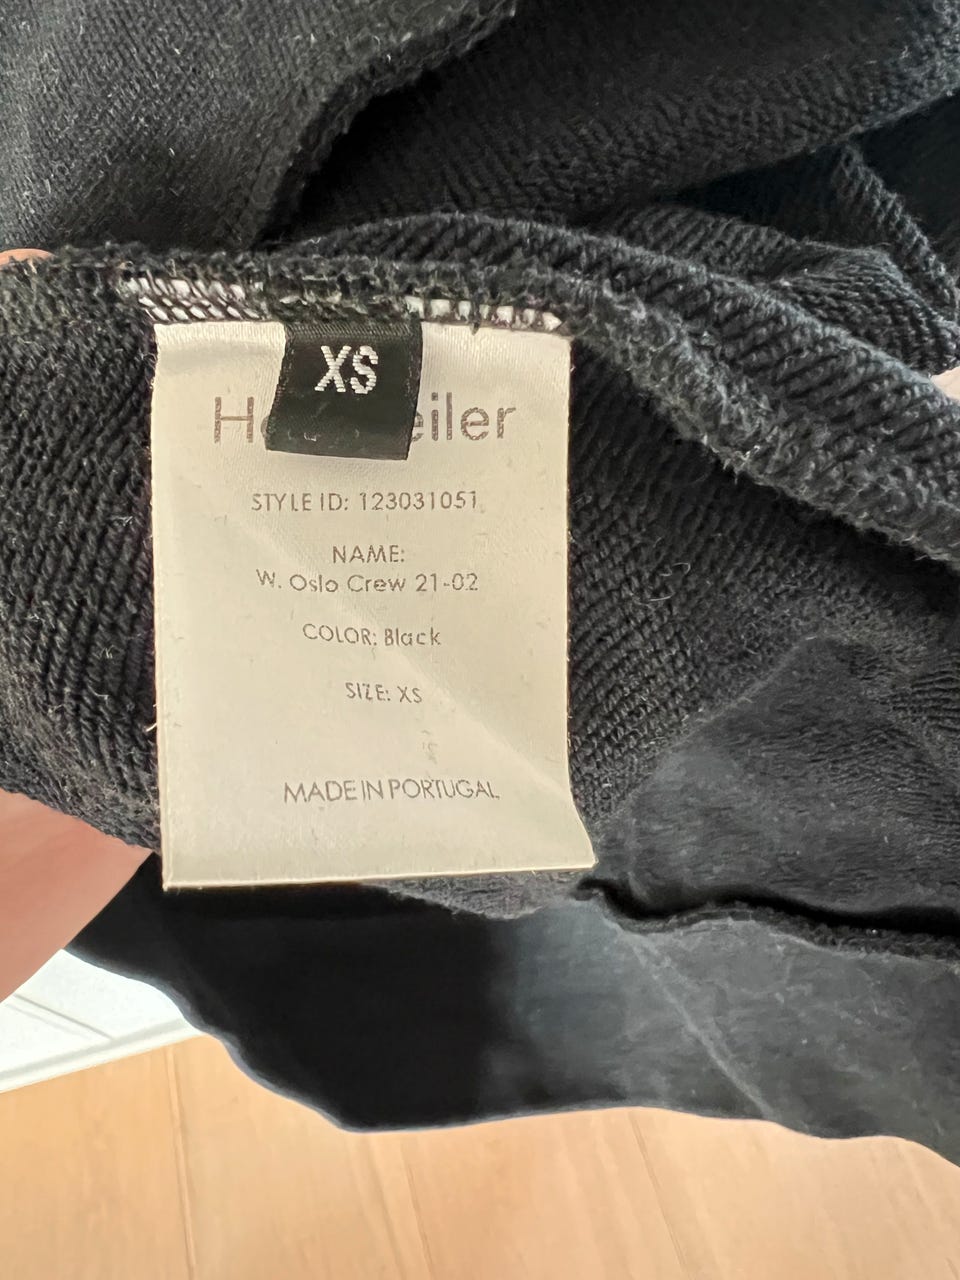 XS
STYLE ID: 123031051
NAME:
W. Oslo Crew 21-02
COLOR: Black
SIZE: XS
MADE IN PORTUGAL